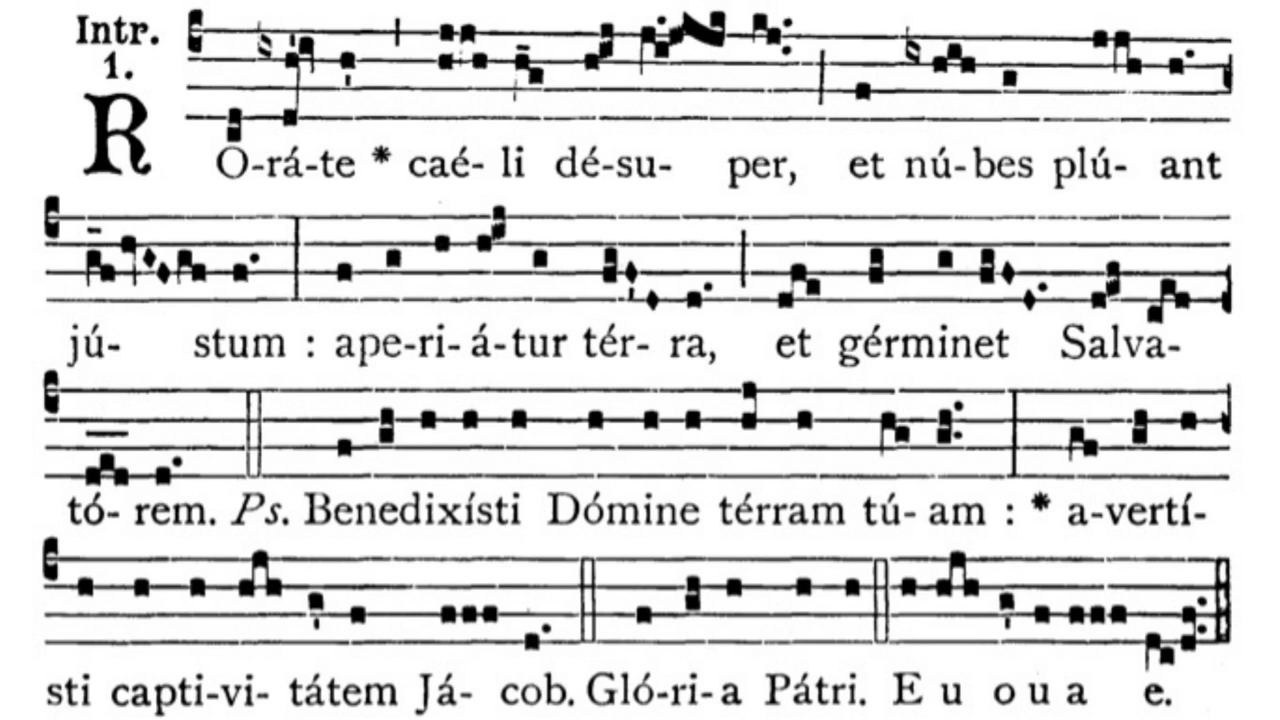 Intr.
1.
RO-rá-te * caé- li dé-su- per, et nú-bes plú- ant
jú- stum : ape-ri-á-tur tér- ra, et gérminet Salva-
tó- rem. Ps. Benedixísti Dómine térram tú- am : * a-vertí-
sti capti-vi- tátem Já- cob. Gló-ri-a Pátri. E u o u a e.